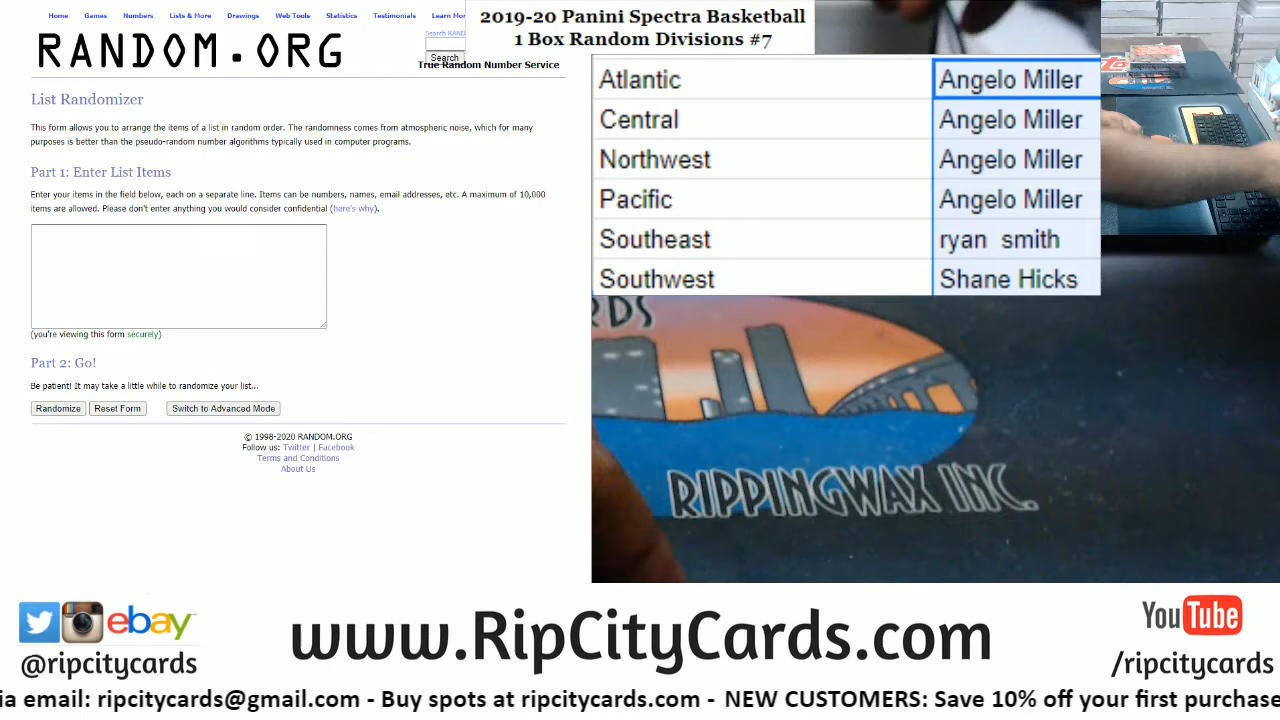 Home Games Numbers Lists & More Drawings Web Tools Statistics Testimonials Learn Mor
RANDOM.ORG
Search RAND
Search
True Random Number Service
List Randomizer
This form allows you to arrange the items of a list in random order. The randomness comes from atmospheric noise, which for many
purposes is better than the pseudo-random number algorithms typically used in computer programs.
Part 1: Enter List Items
Enter your items in the field below, each on a separate line. Items can be numbers, names, email addresses, etc. A maximum of 10,000
items are allowed. Please don't enter anything you would consider confidential (here's why).
(you're viewing this form securely)
Part 2: Go!
Be patient! It may take a little while to randomize your list...
Randomize Reset Form Switch to Advanced Mode
© 1998-2020 RANDOM.ORG
Follow us: Twitter | Facebook
Terms and Conditions
About Us
2019-20 Panini Spectra Basketball
1 Box Random Divisions #7
Atlantic Angelo Miller
Central Angelo Miller
Northwest Angelo Miller
Pacific Angelo Miller
Southeast ryan smith
Southwest Shane Hicks
RDS
RIPPINGWAX INC.
ebay
@ripcitycards
www.RipCityCards.com
YouTube
/ripcitycards
ia email: ripcitycards@gmail.com - Buy spots at ripcitycards.com - NEW CUSTOMERS: Save 10% off your first purchase